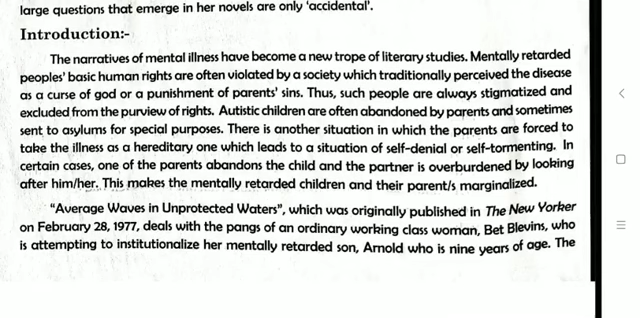 large questions that emerge in her novels are only 'accidental'.
Introduction:-
The narratives of mental illness have become a new trope of literary studies. Mentally retarded
peoples' basic human rights are often violated by a society which traditionally perceived the disease
as a curse of god or a punishment of parents' sins. Thus, such people are always stigmatized and
excluded from the purview of rights. Autistic children are often abandoned by parents and sometimes
sent to asylums for special purposes. There is another situation in which the parents are forced to
take the illness as a hereditary one which leads to a situation of self-denial or self-tormenting. In
certain cases, one of the parents abandons the child and the partner is overburdened by looking
after him/her. This makes the mentally retarded children and their parent/s marginalized.
"Average Waves in Unprotected Waters", which was originally published in The New Yorker
on February 28, 1977, deals with the pangs of an ordinary working class woman, Bet Blevins, who
is attempting to institutionalize her mentally retarded son, Arnold who is nine years of age. The